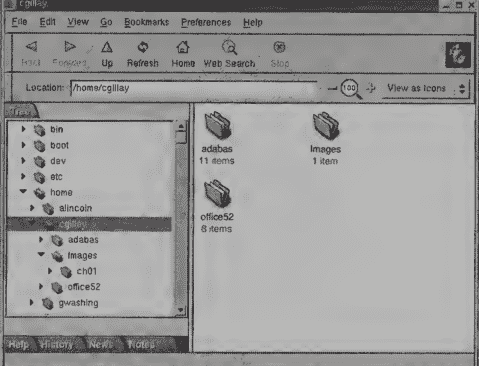 cgillay
File Edit View Go Bookmarks Preferences Help
Back Forward Up Refresh Home Web Search Stop
Location: /home/cgillay 100 View as Icons
Tree
bin
boot
dev
etc
home
alincoln
cgillay
adabas
Images
ch01
office52
gwashing
Help History News Notes
adabas
11 items
Images
1 item
office52
8 items